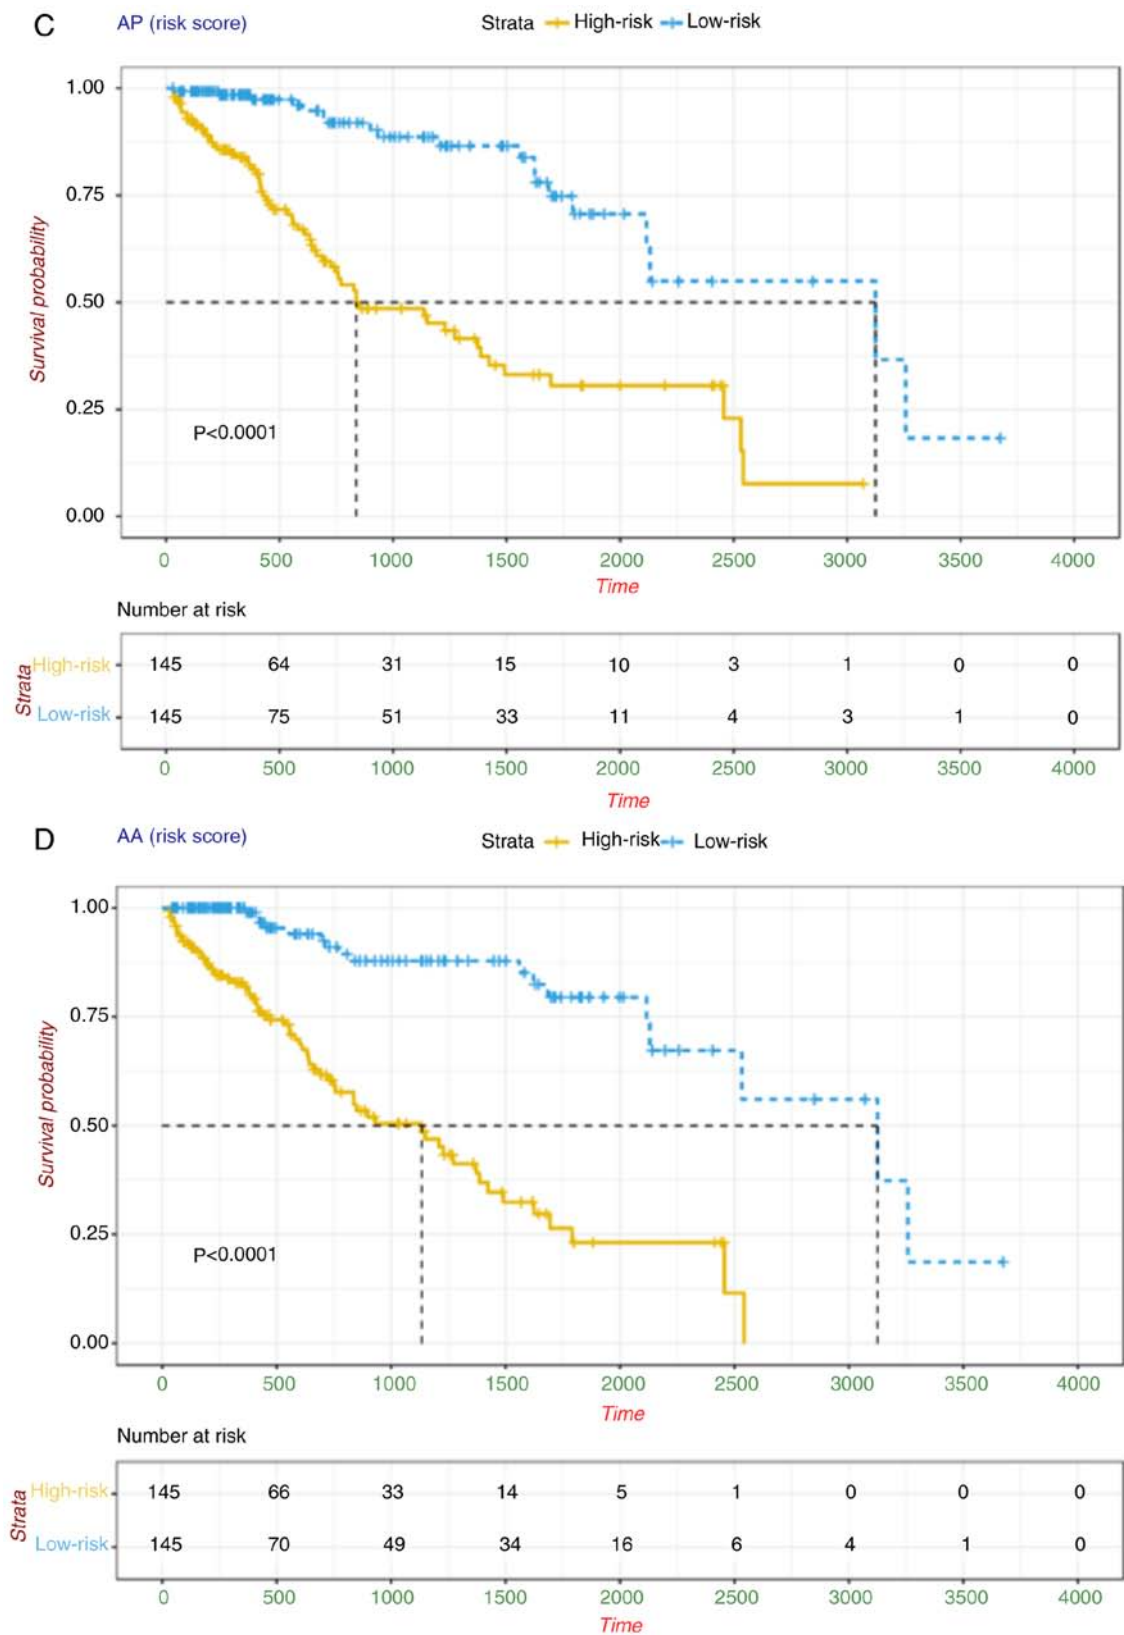 C AP (risk score) Strata High-risk Low-risk
1.00
0.75
0.50
0.25
0.00
Survival probability
P<0.0001
0 500 1000 1500 2000 2500 3000 3500 4000
Time
Number at risk
Strata
High-risk 145 64 31 15 10 3 1 0 0
Low-risk 145 75 51 33 11 4 3 1 0
0 500 1000 1500 2000 2500 3000 3500 4000
Time
D AA (risk score) Strata High-risk Low-risk
1.00
0.75
0.50
0.25
0.00
Survival probability
P<0.0001
0 500 1000 1500 2000 2500 3000 3500 4000
Time
Number at risk
Strata
High-risk 145 66 33 14 5 1 0 0 0
Low-risk 145 70 49 34 16 6 4 1 0
0 500 1000 1500 2000 2500 3000 3500 4000
Time